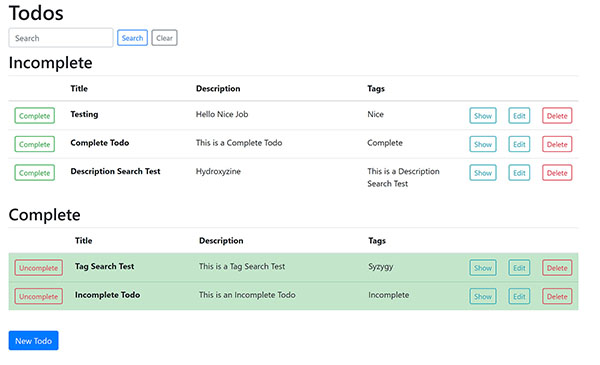 Todos
Search Search Clear
Incomplete
Title Description Tags
Complete Testing Hello Nice Job Nice Show Edit Delete
Complete Complete Todo This is a Complete Todo Complete Show Edit Delete
Complete Description Search Test Hydroxyzine This is a Description Show Edit Delete
Search Test
Complete
Title Description Tags
Uncomplete Tag Search Test This is a Tag Search Test Syzygy Show Edit Delete
Uncomplete Incomplete Todo This is an Incomplete Todo Incomplete Show Edit Delete
New Todo